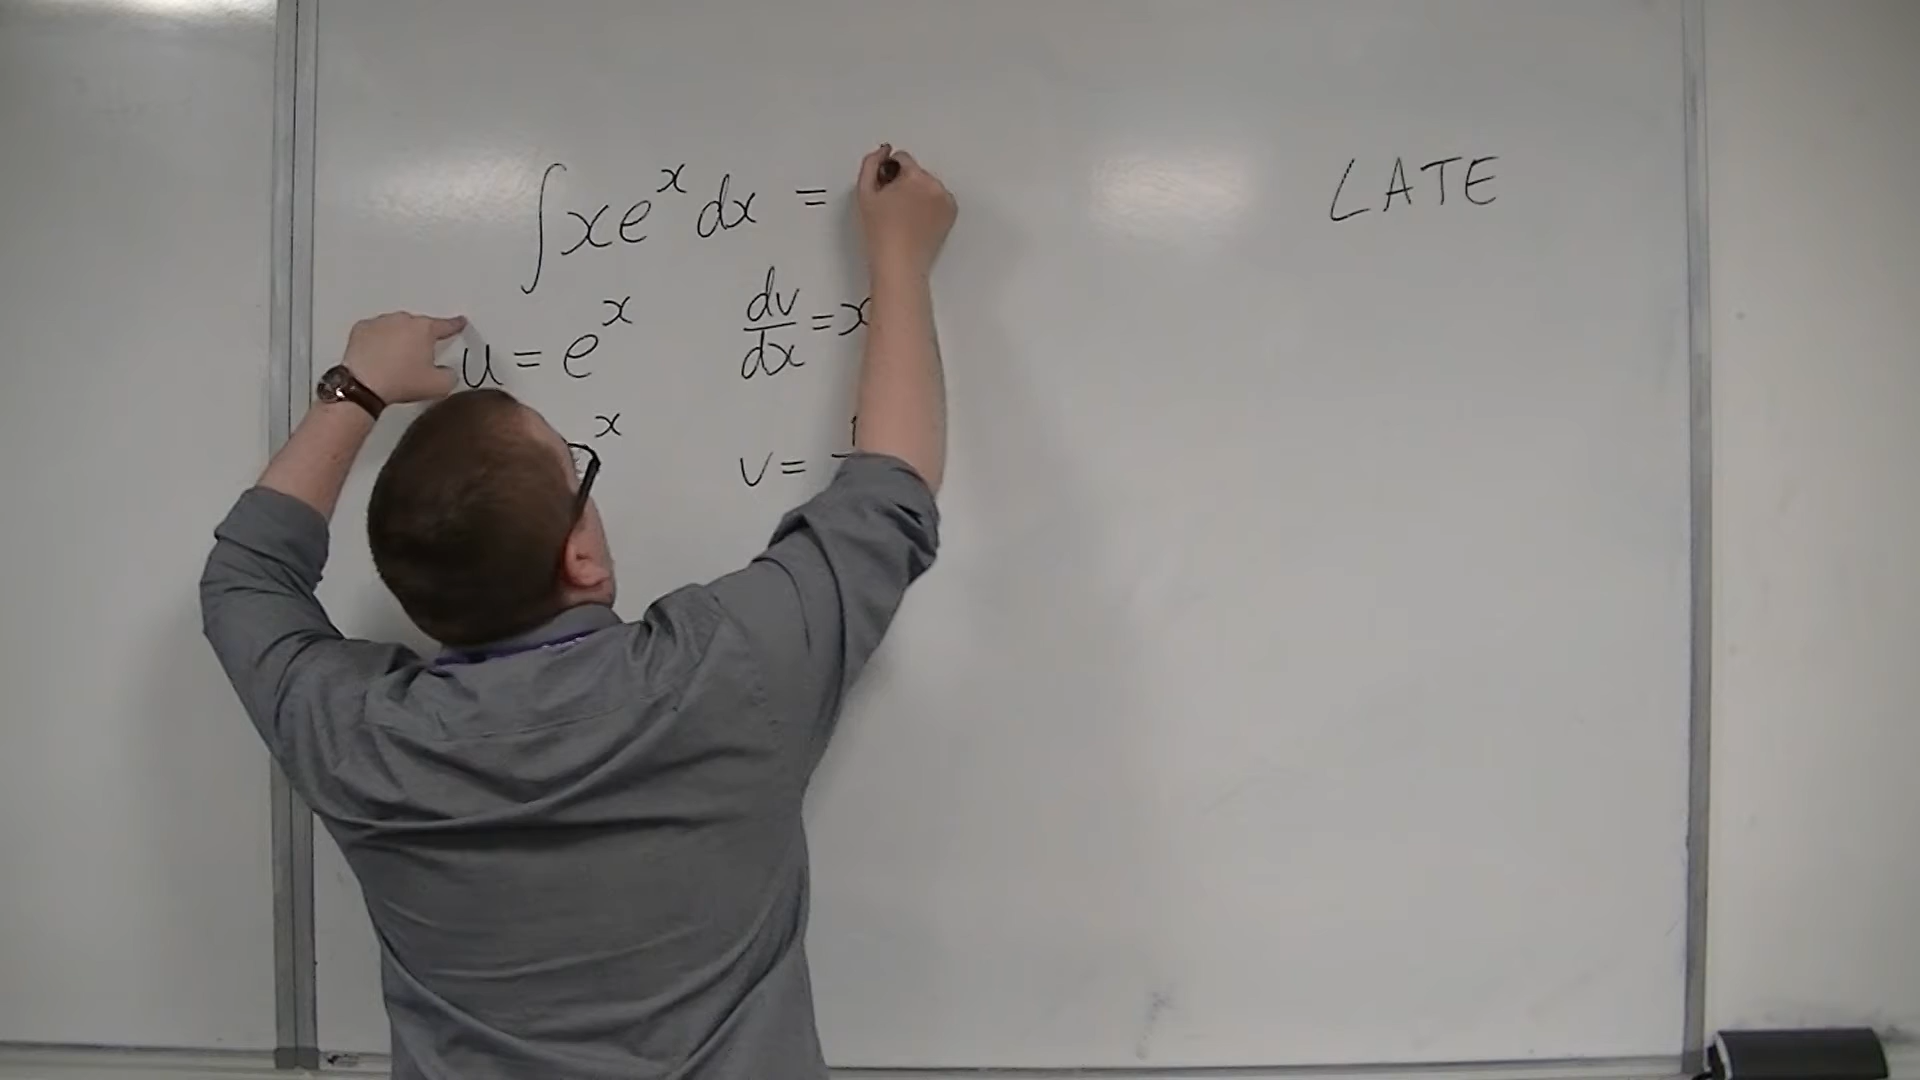 ∫xe^x dx =
LATE
u = e^x
dv/dx = x
x
v =